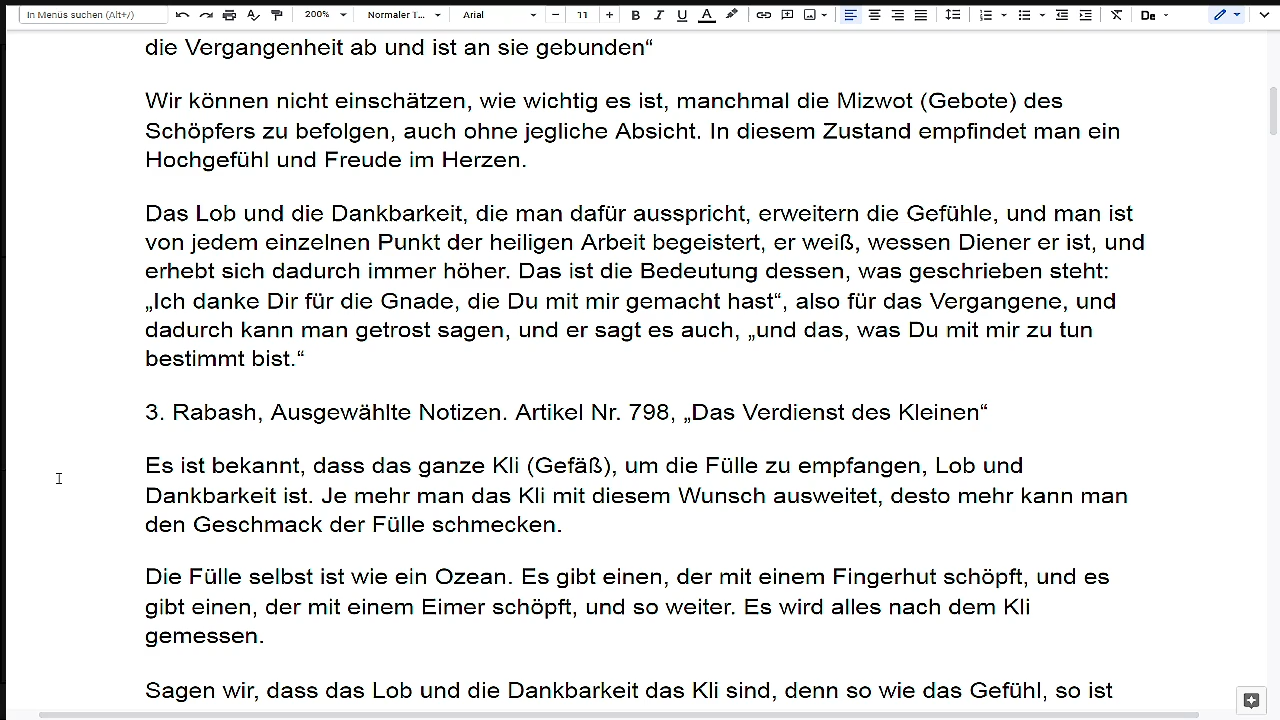 In Menüs suchen (Alt+/) 200% Normaler T... Arial 11 B I U A De
die Vergangenheit ab und ist an sie gebunden“
Wir können nicht einschätzen, wie wichtig es ist, manchmal die Mizwot (Gebote) des
Schöpfers zu befolgen, auch ohne jegliche Absicht. In diesem Zustand empfindet man ein
Hochgefühl und Freude im Herzen.
Das Lob und die Dankbarkeit, die man dafür ausspricht, erweitern die Gefühle, und man ist
von jedem einzelnen Punkt der heiligen Arbeit begeistert, er weiß, wessen Diener er ist, und
erhebt sich dadurch immer höher. Das ist die Bedeutung dessen, was geschrieben steht:
„Ich danke Dir für die Gnade, die Du mit mir gemacht hast“, also für das Vergangene, und
dadurch kann man getrost sagen, und er sagt es auch, „und das, was Du mit mir zu tun
bestimmt bist.“
3. Rabash, Ausgewählte Notizen. Artikel Nr. 798, „Das Verdienst des Kleinen“
Es ist bekannt, dass das ganze Kli (Gefäß), um die Fülle zu empfangen, Lob und
Dankbarkeit ist. Je mehr man das Kli mit diesem Wunsch ausweitet, desto mehr kann man
den Geschmack der Fülle schmecken.
Die Fülle selbst ist wie ein Ozean. Es gibt einen, der mit einem Fingerhut schöpft, und es
gibt einen, der mit einem Eimer schöpft, und so weiter. Es wird alles nach dem Kli
gemessen.
Sagen wir, dass das Lob und die Dankbarkeit das Kli sind, denn so wie das Gefühl, so ist